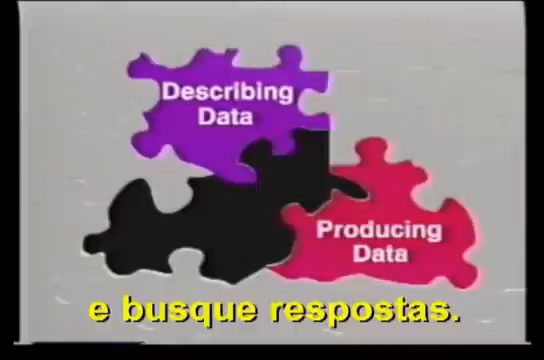 Describing
Data
Producing
Data
e busque respostas.